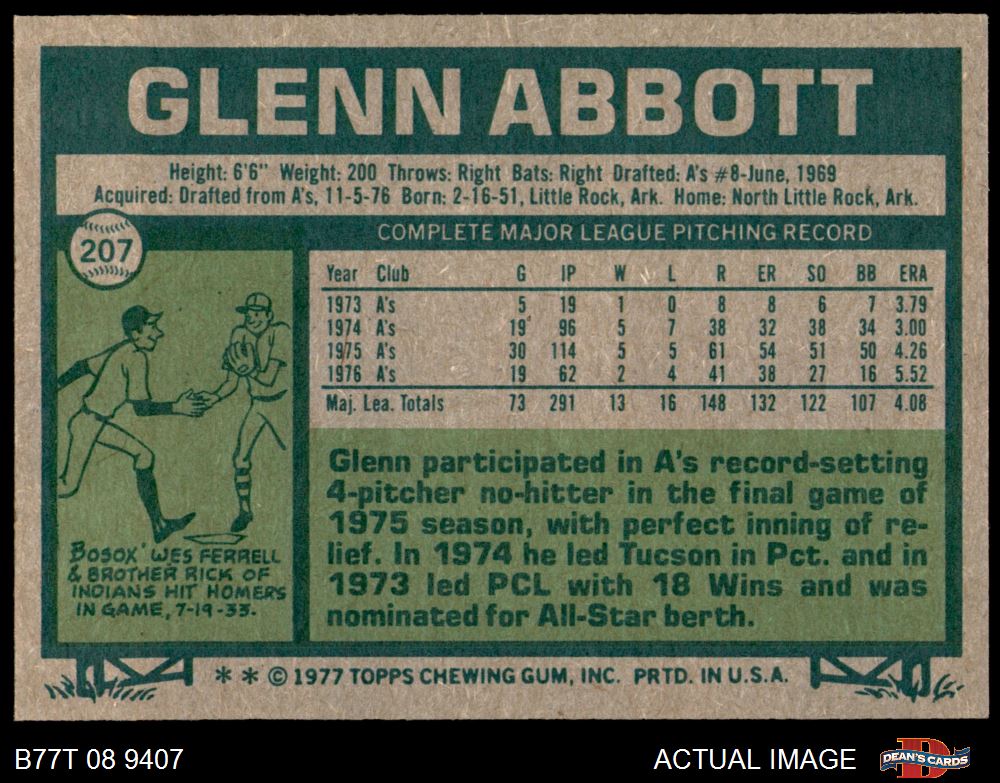 GLENN ABBOTT
Height: 6'6" Weight: 200 Throws: Right Bats: Right Drafted: A's #8-June, 1969
Acquired: Drafted from A's, 11-5-76 Born: 2-16-51, Little Rock, Ark. Home: North Little Rock, Ark.
207
COMPLETE MAJOR LEAGUE PITCHING RECORD
Year Club G IP W L R ER SO BB ERA
1973 A's 5 19 1 0 8 8 6 7 3.79
1974 A's 19 96 5 7 38 32 38 34 3.00
1975 A's 30 114 5 5 61 54 51 50 4.26
1976 A's 19 62 2 4 41 38 27 16 5.52
Maj. Lea. Totals 73 291 13 16 148 132 122 107 4.08
Glenn participated in A's record-setting
4-pitcher no-hitter in the final game of
1975 season, with perfect inning of re-
lief. In 1974 he led Tucson in Pct. and in
1973 led PCL with 18 Wins and was
nominated for All-Star berth.
BOSOX' WES FERRELL
& BROTHER RICK OF
INDIANS HIT HOMERS
IN GAME, 7-19-33.
* * © 1977 TOPPS CHEWING GUM, INC. PRTD. IN U.S.A.
B77T 08 9407
ACTUAL IMAGE
DEAN'S CARDS